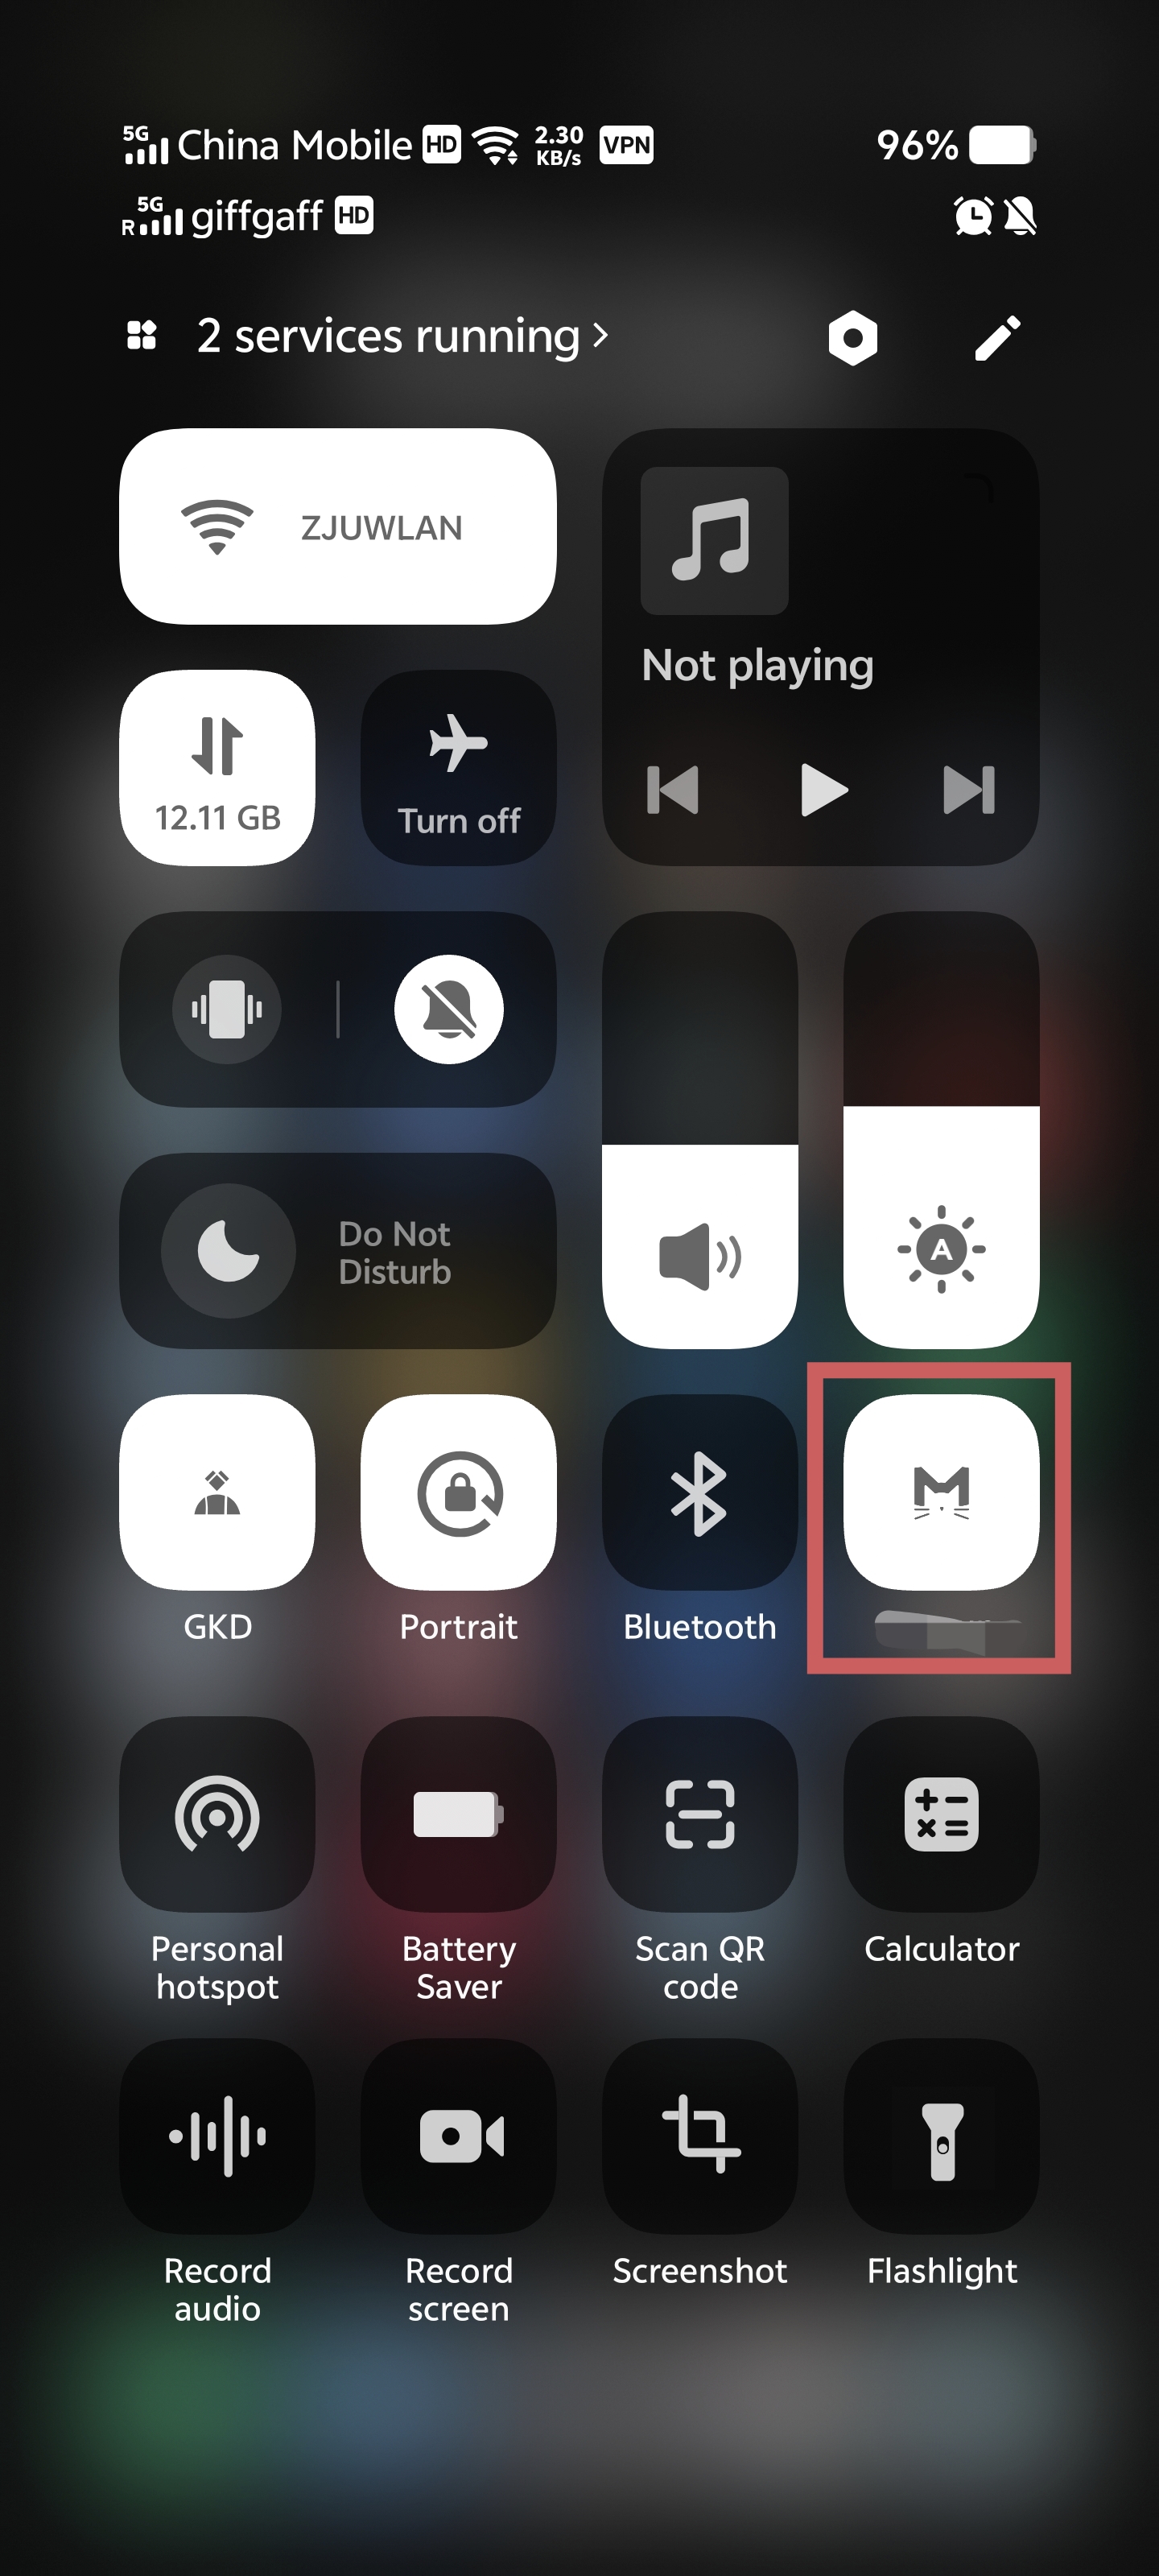 5G China Mobile HD 2.30 KB/s VPN 96%
R 5G giffgaff HD
2 services running
ZJUWLAN
Not playing
12.11 GB
Turn off
Do Not
Disturb
A
GKD
Portrait
Bluetooth
M
Personal
hotspot
Battery
Saver
Scan QR
code
Calculator
Record
audio
Record
screen
Screenshot
Flashlight